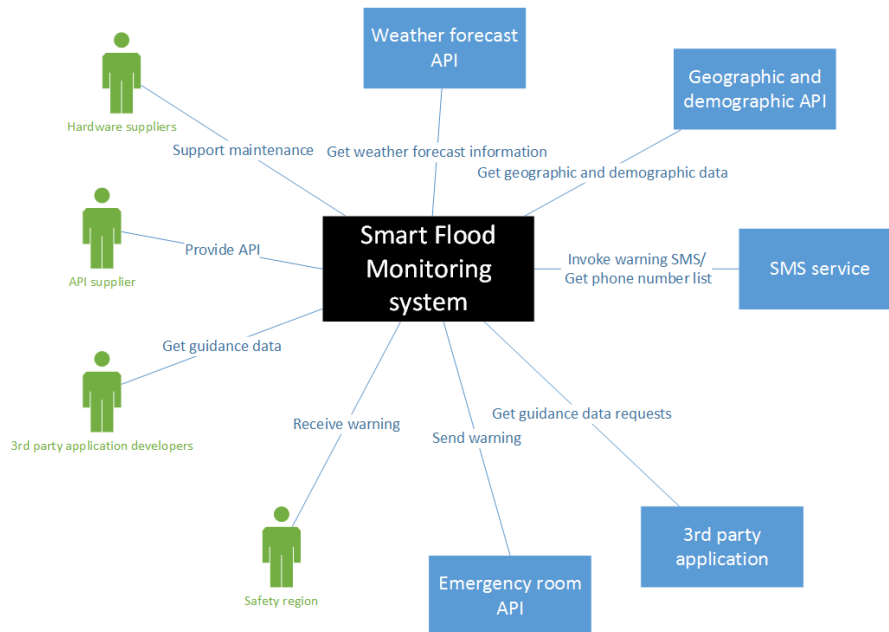 Weather forecast
API
Geographic and
demographic API
Hardware suppliers
Support maintenance
Get weather forecast information
Get geographic and demographic data
Smart Flood
Monitoring
system
Provide API
API supplier
Invoke warning SMS/
Get phone number list
SMS service
Get guidance data
3rd party application developers
Receive warning
Send warning
Get guidance data requests
3rd party
application
Safety region
Emergency room
API